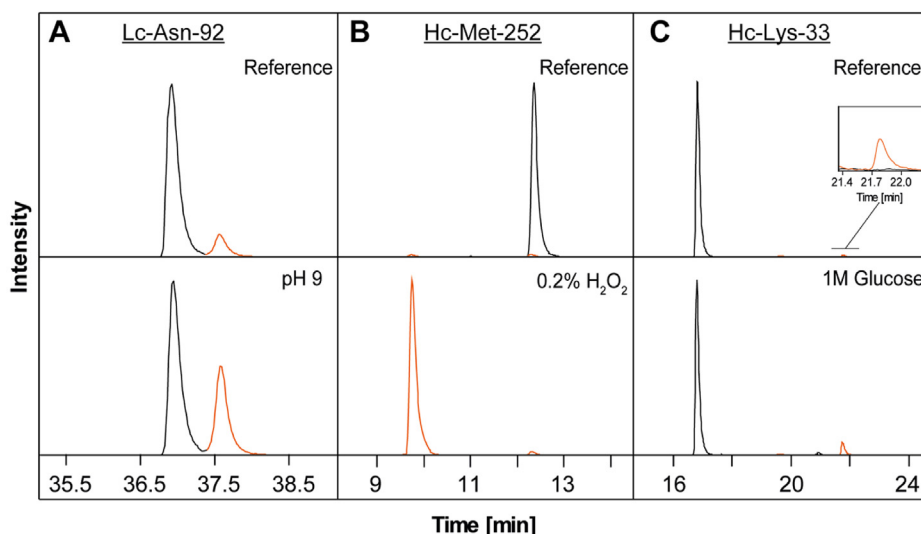 A Lc-Asn-92
Reference
B Hc-Met-252
Reference
C Hc-Lys-33
Reference
21.4 21.7 22.0
Time [min]
Intensity
pH 9
0.2% H₂O₂
1M Glucose
35.5 36.5 37.5 38.5
9 11 13
16 20 24
Time [min]